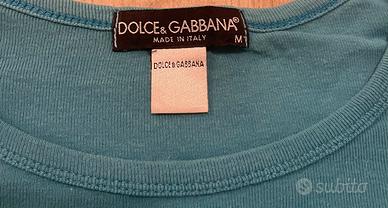 DOLCE & GABBANA®
MADE IN ITALY
M
DOLCE & GABBANA
subito